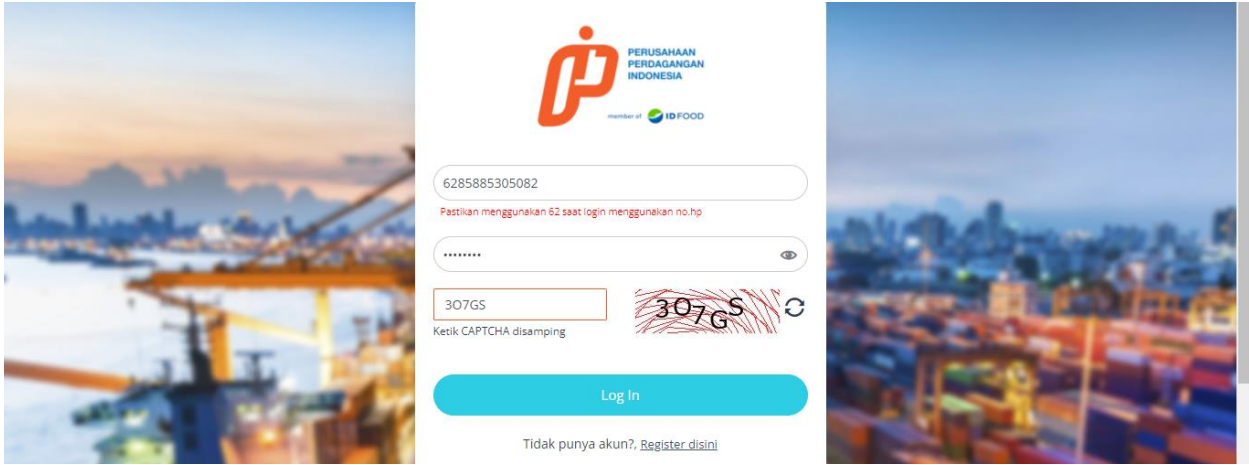 PERUSAHAAN
PERDAGANGAN
INDONESIA
member of IDFOOD
6285885305082
Pastikan menggunakan 62 saat login menggunakan no.hp
••••••••
3O7GS
3O7GS
Ketik CAPTCHA disamping
Log In
Tidak punya akun?, Register disini